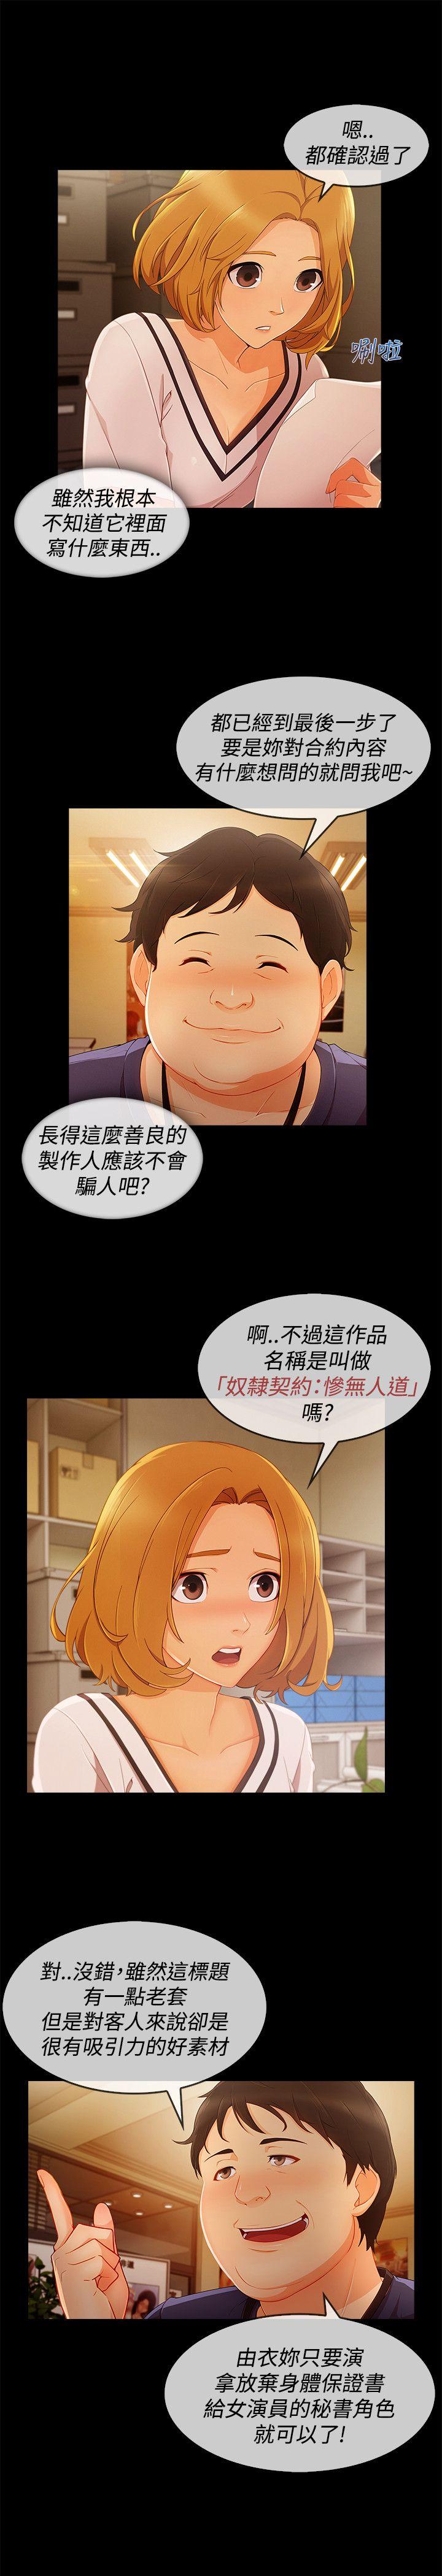 嗯..
都確認過了
唰啦
雖然我根本
不知道它裡面
寫什麼東西..
都已經到最後一步了
要是妳對合約內容
有什麼想問的就問我吧~
長得這麼善良的
製作人應該不會
騙人吧?
啊..不過這作品
名稱是叫做
「奴隸契約:慘無人道」
嗎?
對..沒錯,雖然這標題
有一點老套
但是對客人來說卻是
很有吸引力的好素材
由衣妳只要演
拿放棄身體保證書
給女演員的秘書角色
就可以了!